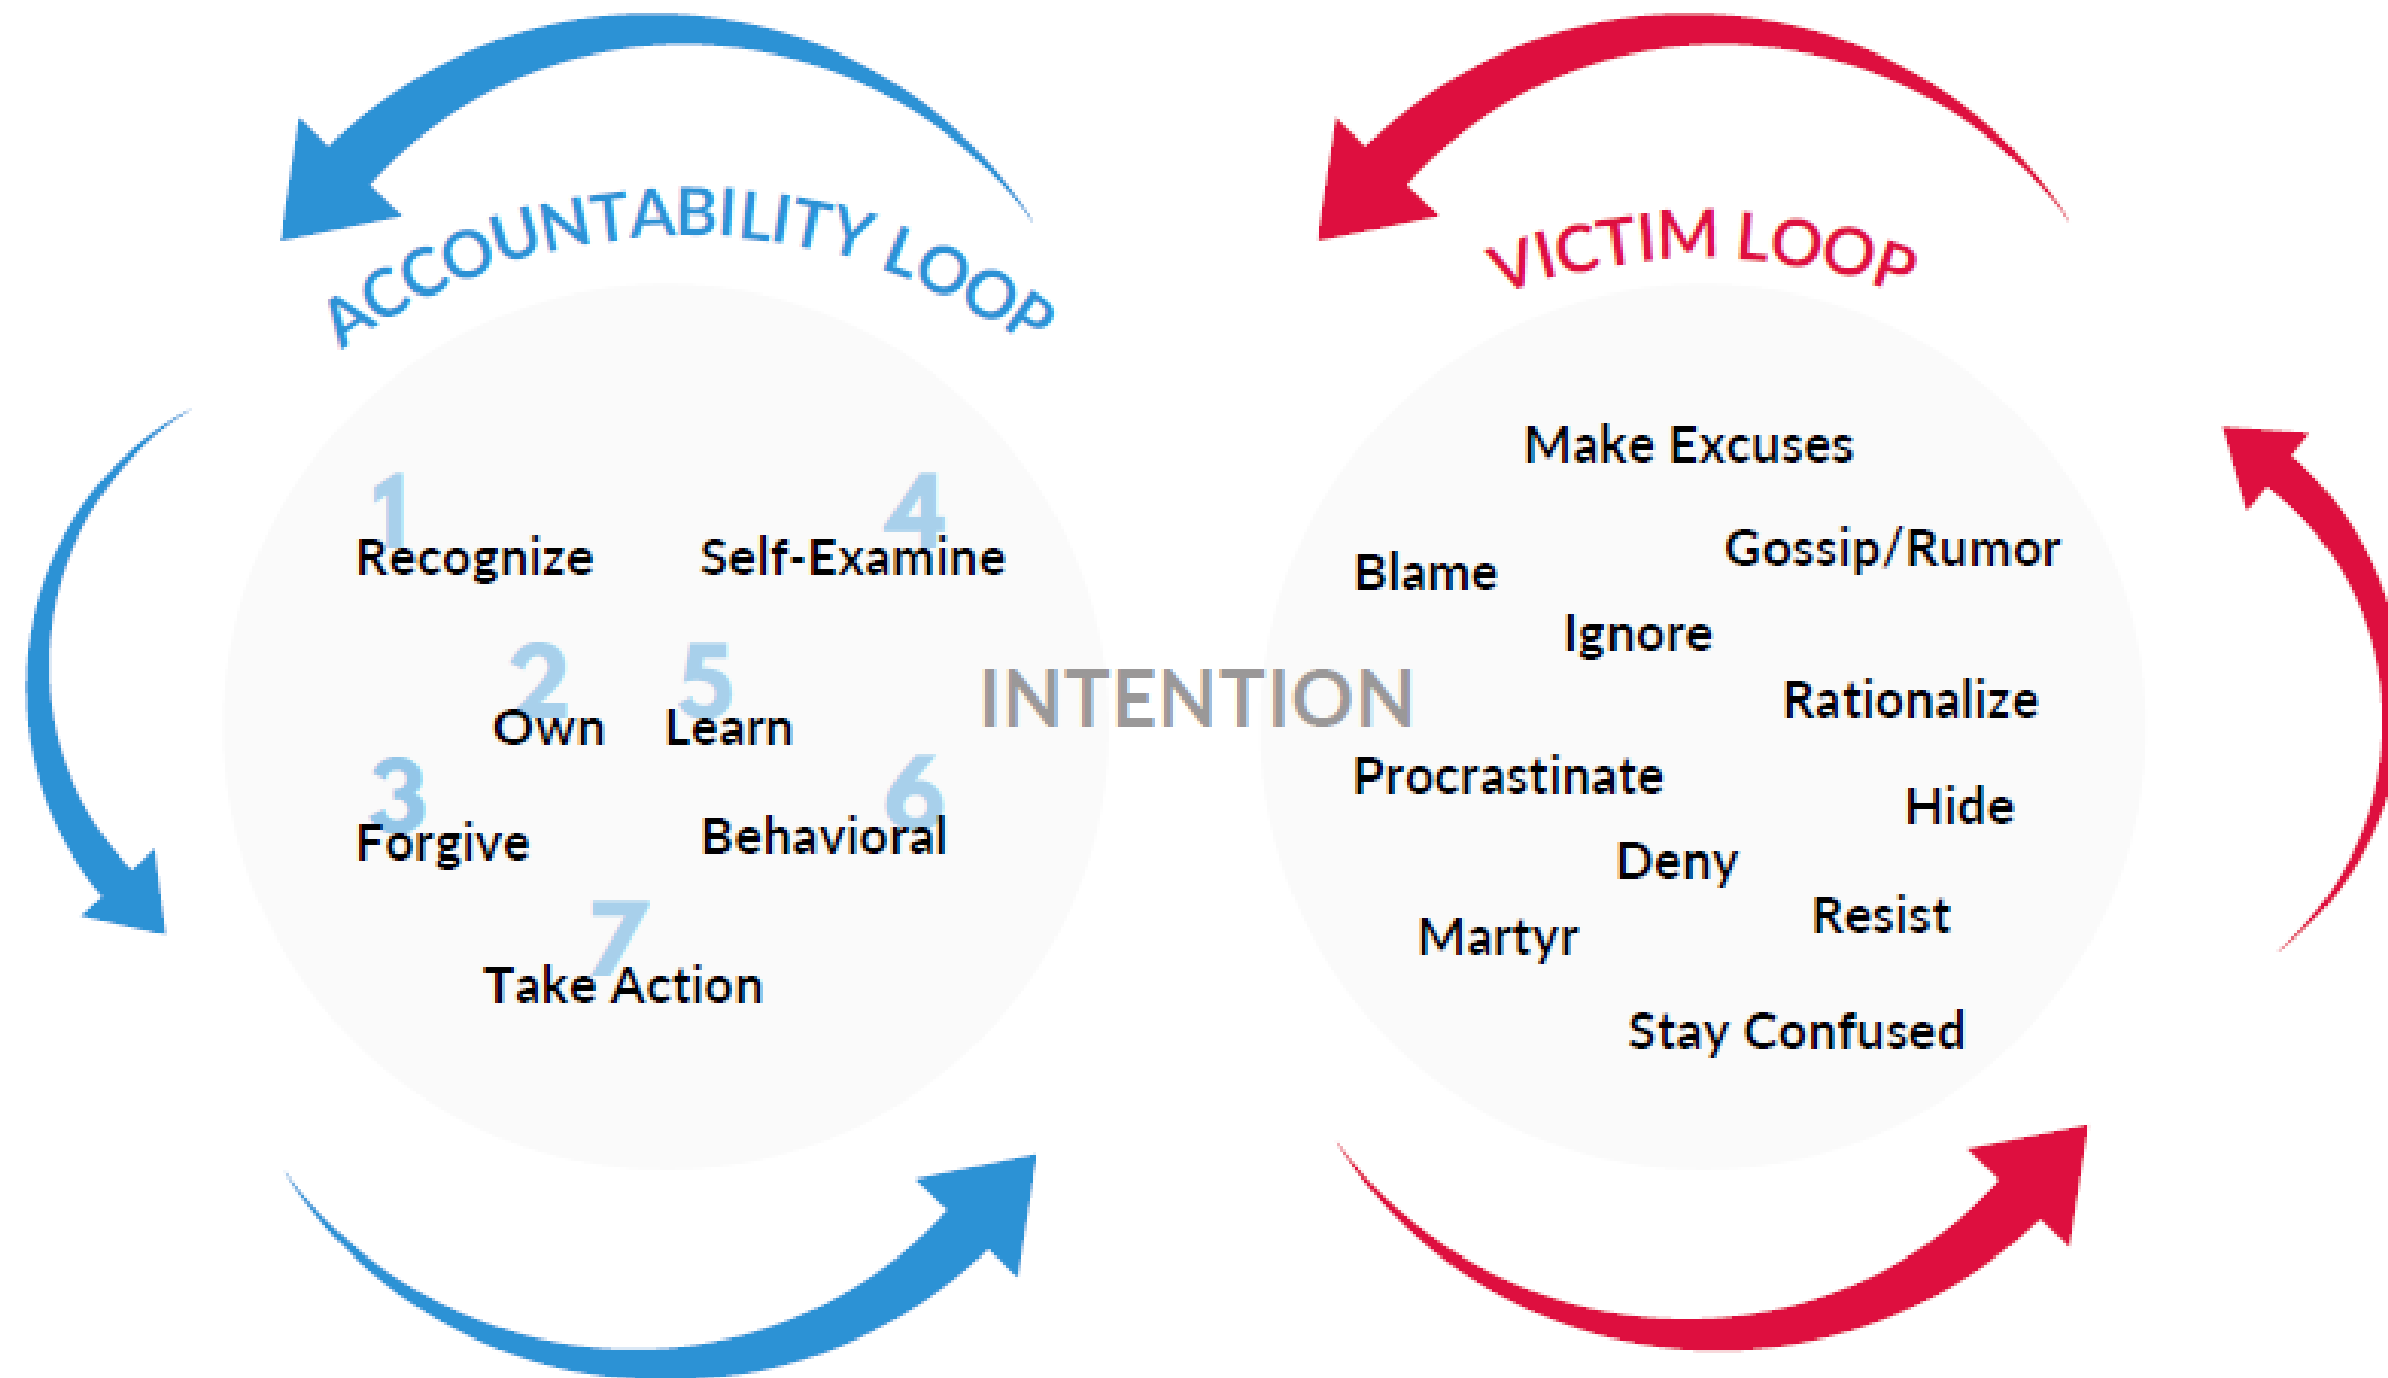 ACCOUNTABILITY LOOP
1
Recognize
4
Self-Examine
2
Own
5
Learn
3
Forgive
6
Behavioral
7
Take Action
INTENTION
VICTIM LOOP
Make Excuses
Gossip/Rumor
Blame
Ignore
Rationalize
Procrastinate
Hide
Deny
Resist
Martyr
Stay Confused